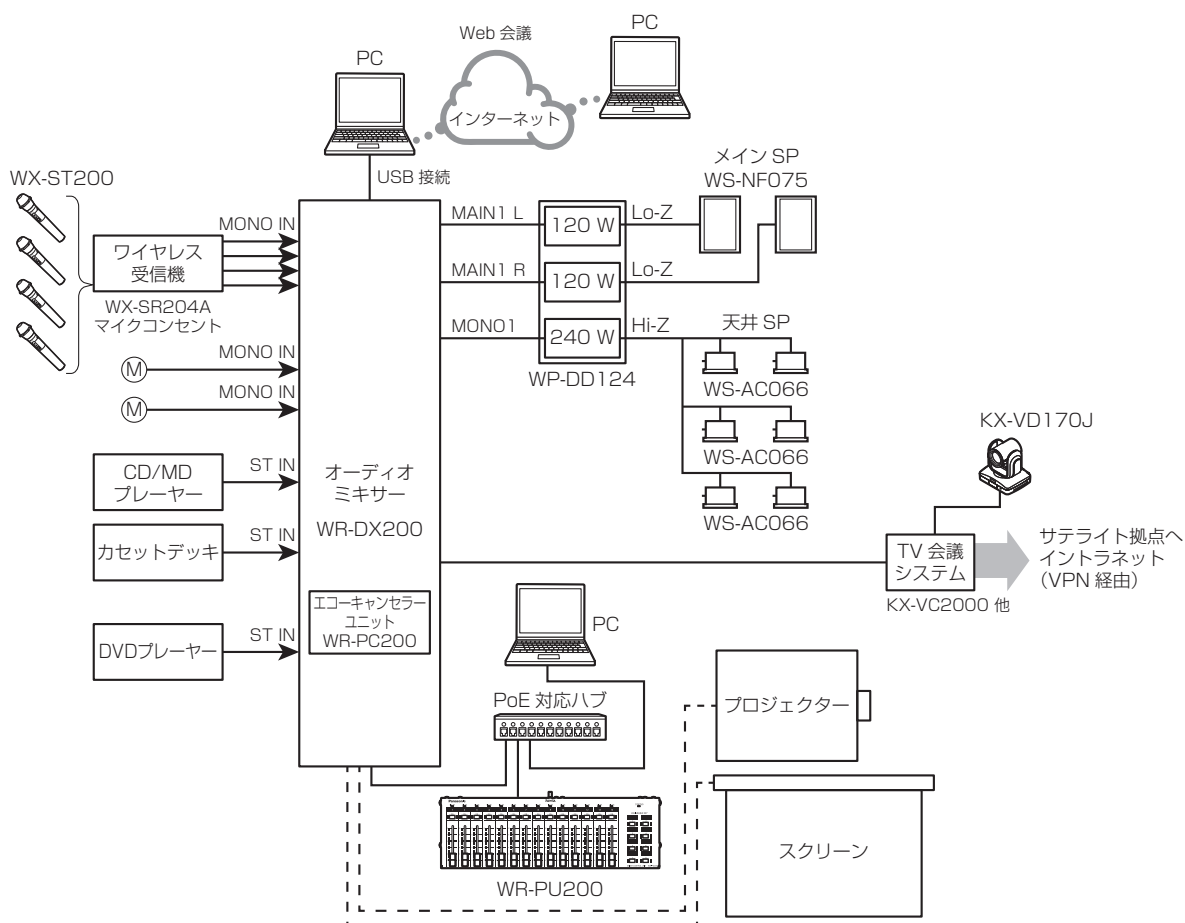 PC
Web 会議
インターネット
PC
USB 接続
WX-ST200
ワイヤレス
受信機
WX-SR204A
マイクコンセント
MONO IN
M
MONO IN
M
MONO IN
CD/MD
プレーヤー
ST IN
カセットデッキ
ST IN
DVDプレーヤー
ST IN
オーディオ
ミキサー
WR-DX200
エコーキャンセラー
ユニット
WR-PC200
MAIN1 L
120 W
Lo-Z
MAIN1 R
120 W
Lo-Z
MONO1
240 W
Hi-Z
WP-DD124
メイン SP
WS-NF075
天井 SP
WS-AC066
WS-AC066
WS-AC066
KX-VD170J
TV 会議
システム
KX-VC2000 他
サテライト拠点へ
イントラネット
（VPN 経由）
PC
PoE 対応ハブ
Panasonic
WR-PU200
プロジェクター
スクリーン